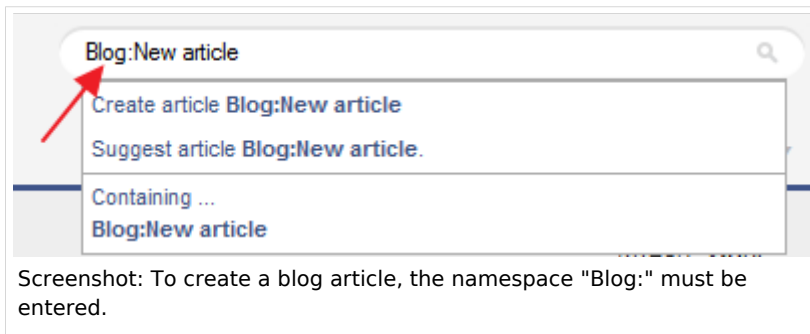 Blog:New article
Create article Blog:New article
Suggest article Blog:New article.
Containing ...
Blog:New article
Screenshot: To create a blog article, the namespace "Blog:" must be
entered.